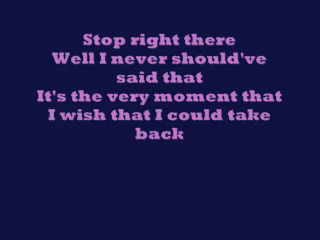 Stop right there
Well I never should've
said that
It's the very moment that
I wish that I could take
back